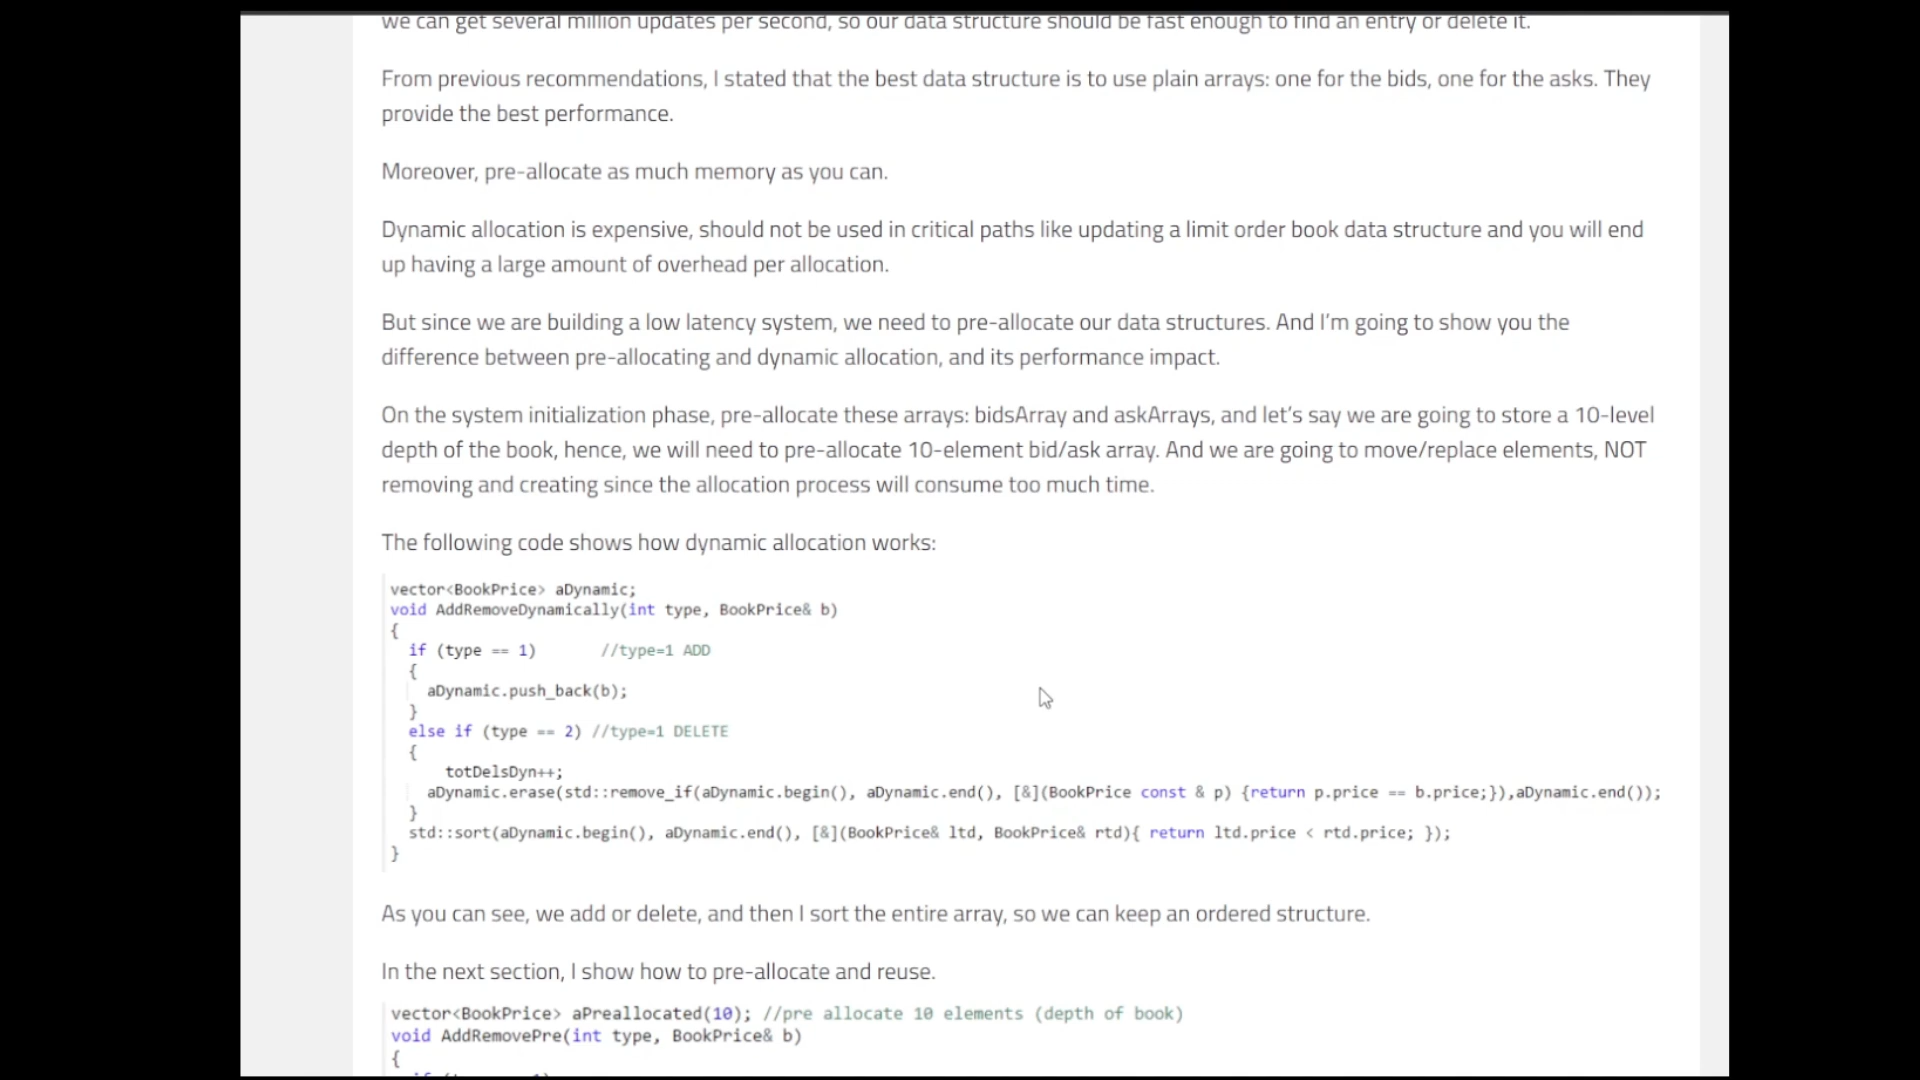 we can get several million updates per second, so our data structure should be fast enough to find an entry or delete it.
From previous recommendations, I stated that the best data structure is to use plain arrays: one for the bids, one for the asks. They
provide the best performance.
Moreover, pre-allocate as much memory as you can.
Dynamic allocation is expensive, should not be used in critical paths like updating a limit order book data structure and you will end
up having a large amount of overhead per allocation.
But since we are building a low latency system, we need to pre-allocate our data structures. And I'm going to show you the
difference between pre-allocating and dynamic allocation, and its performance impact.
On the system initialization phase, pre-allocate these arrays: bidsArray and askArrays, and let's say we are going to store a 10-level
depth of the book, hence, we will need to pre-allocate 10-element bid/ask array. And we are going to move/replace elements, NOT
removing and creating since the allocation process will consume too much time.
The following code shows how dynamic allocation works:
vector<BookPrice> aDynamic;
void AddRemoveDynamically(int type, BookPrice& b)
{
if (type == 1) //type=1 ADD
{
aDynamic.push_back(b);
}
else if (type == 2) //type=1 DELETE
{
totDelsDyn++;
aDynamic.erase(std::remove_if(aDynamic.begin(), aDynamic.end(), [&](BookPrice const & p) {return p.price == b.price;}),aDynamic.end());
}
std::sort(aDynamic.begin(), aDynamic.end(), [&](BookPrice& ltd, BookPrice& rtd){ return ltd.price < rtd.price; });
}
As you can see, we add or delete, and then I sort the entire array, so we can keep an ordered structure.
In the next section, I show how to pre-allocate and reuse.
vector<BookPrice> aPreallocated(10); //pre allocate 10 elements (depth of book)
void AddRemovePre(int type, BookPrice& b)
{